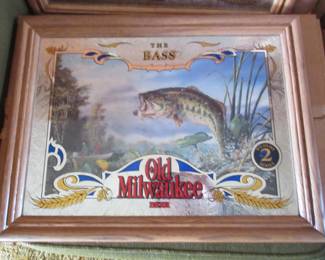 THE
BASS
2
Old
Milwaukee
BEER